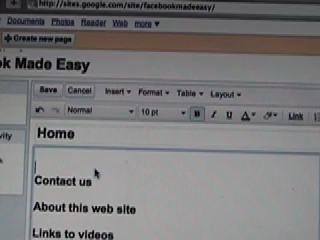 http://sites.google.com/site/facebookmadeeasy/
Documents Photos Reader Web more ▼
Create new page
ok Made Easy
Save Cancel Insert ▾ Format ▾ Table ▾ Layout ▾
Normal 10 pt B I U A Link
Home
Contact us
About this web site
Links to videos